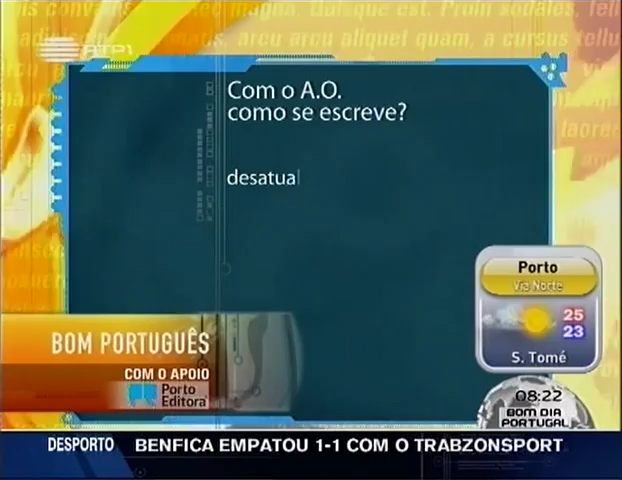 RTP1
Com o A.O.
como se escreve?
desatua
Porto
Via Norte
25
23
S. Tomé
BOM PORTUGUÊS
COM O APOIO
Porto
Editora
08:22
BOM DIA
PORTUGAL
DESPORTO BENFICA EMPATOU 1-1 COM O TRABZONSPORT